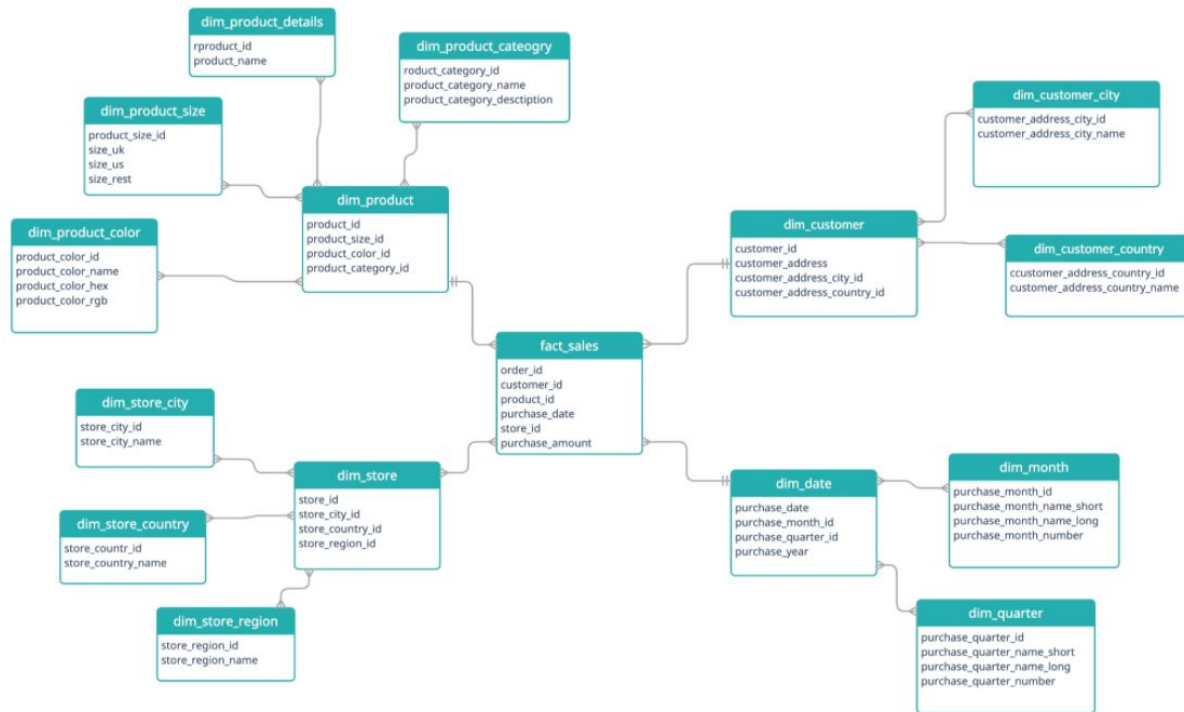 dim_product_details
rproduct_id
product_name
dim_product_cateogry
roduct_category_id
product_category_name
product_category_desctiption
dim_product_size
product_size_id
size_uk
size_us
size_rest
dim_product_color
product_color_id
product_color_name
product_color_hex
product_color_rgb
dim_product
product_id
product_size_id
product_color_id
product_category_id
dim_customer_city
customer_address_city_id
customer_address_city_name
dim_customer
customer_id
customer_address
customer_address_city_id
customer_address_country_id
dim_customer_country
ccustomer_address_country_id
customer_address_country_name
fact_sales
order_id
customer_id
product_id
purchase_date
store_id
purchase_amount
dim_store_city
store_city_id
store_city_name
dim_store
store_id
store_city_id
store_country_id
store_region_id
dim_store_country
store_countr_id
store_country_name
dim_store_region
store_region_id
store_region_name
dim_date
purchase_date
purchase_month_id
purchase_quarter_id
purchase_year
dim_month
purchase_month_id
purchase_month_name_short
purchase_month_name_long
purchase_month_number
dim_quarter
purchase_quarter_id
purchase_quarter_name_short
purchase_quarter_name_long
purchase_quarter_number